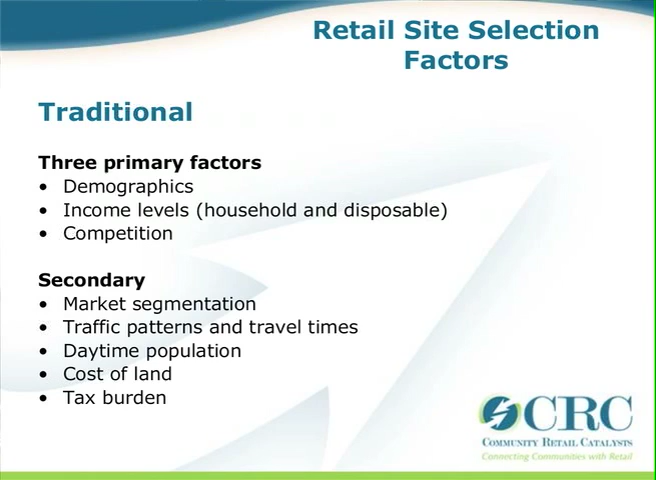 Retail Site Selection
Factors
Traditional
Three primary factors
• Demographics
• Income levels (household and disposable)
• Competition
Secondary
• Market segmentation
• Traffic patterns and travel times
• Daytime population
• Cost of land
• Tax burden
CRC
COMMUNITY RETAIL CATALYSTS
Connecting Communities with Retail